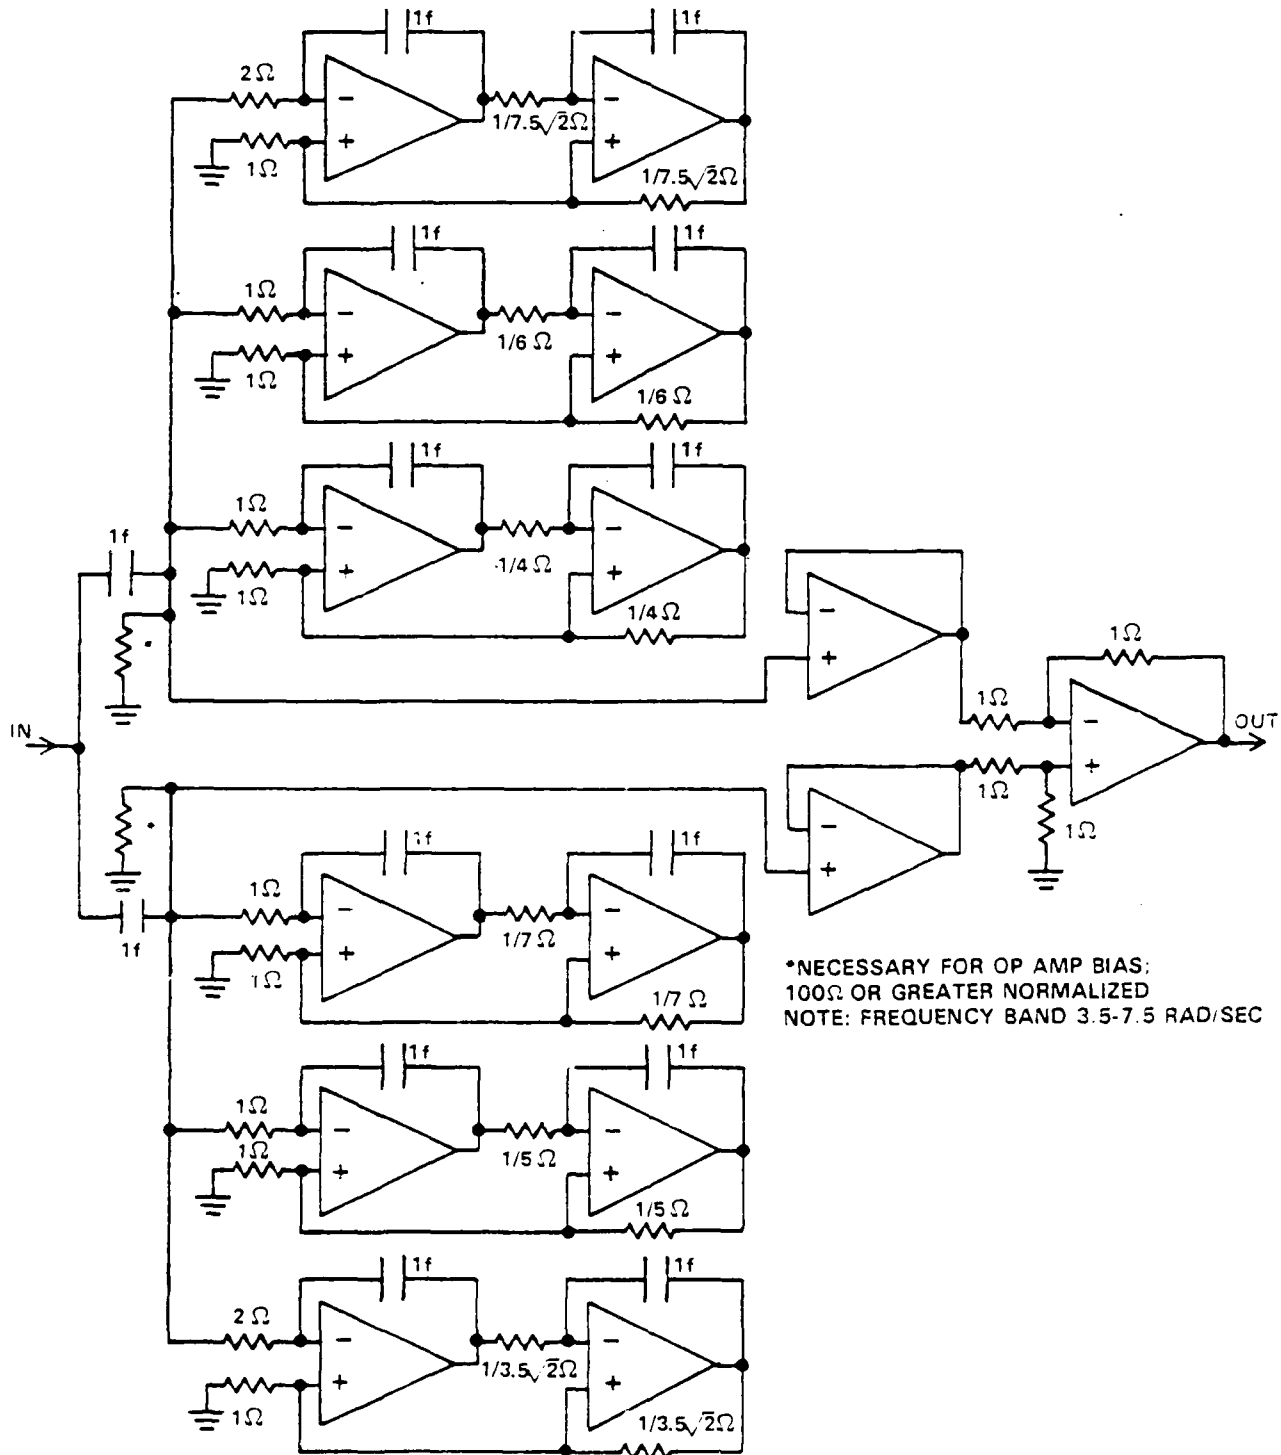 1f 1f
2Ω
1/7.5√2Ω
1Ω
1/7.5√2Ω
1f 1f
1Ω
1/6 Ω
1Ω
1/6 Ω
1f 1f
1Ω
1f
1/4 Ω
1Ω
1/4 Ω
*
1Ω
1Ω
IN
OUT
1Ω
1Ω
*
1f 1f
1Ω
1f
1/7 Ω
1Ω
1/7 Ω
*NECESSARY FOR OP AMP BIAS;
100Ω OR GREATER NORMALIZED
NOTE: FREQUENCY BAND 3.5-7.5 RAD/SEC
1f 1f
1Ω
1Ω
1/5 Ω
1/5 Ω
1f 1f
2 Ω
1/3.5√2Ω
1Ω
1/3.5√2Ω